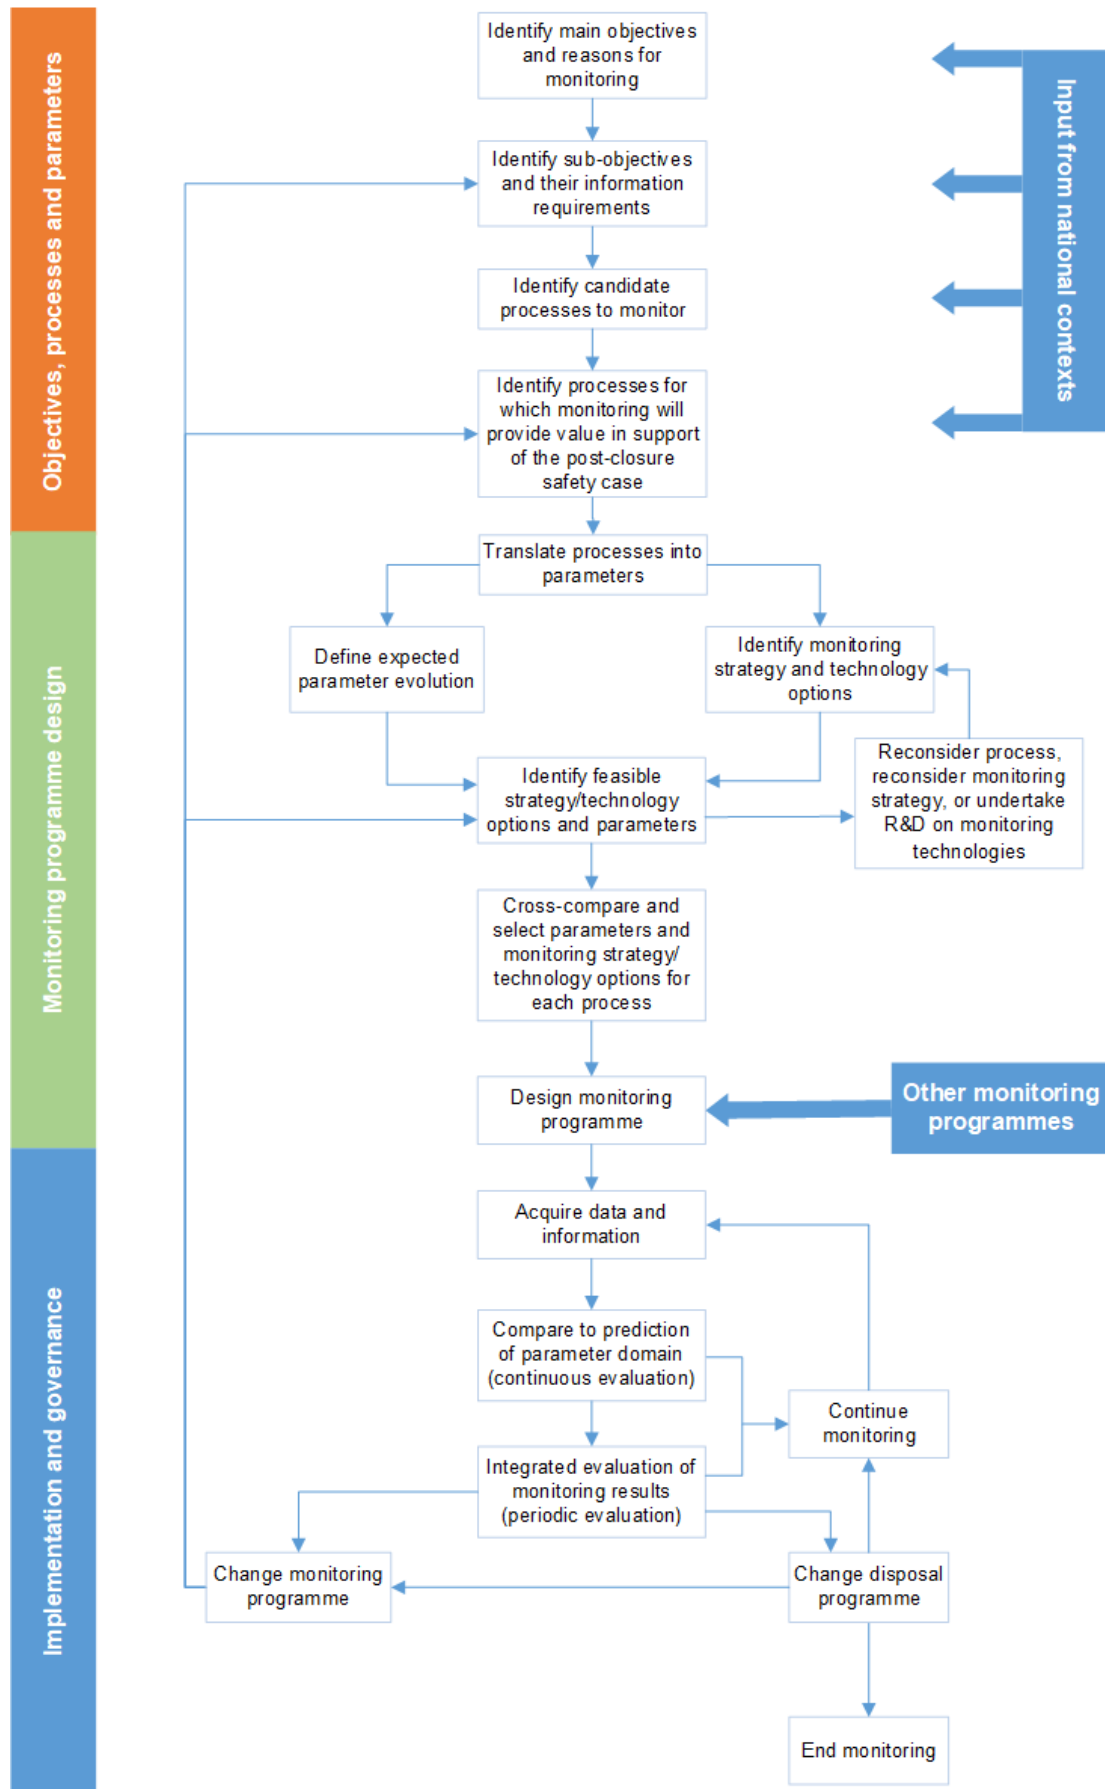 Objectives, processes and parameters
Identify main objectives
and reasons for
monitoring
Input from national
contexts
Identify sub-objectives
and their information
requirements
Identify candidate
processes to monitor
Identify processes for
which monitoring will
provide value in support
of the post-closure
safety case
Monitoring programme design
Translate processes into
parameters
Define expected
parameter evolution
Identify monitoring
strategy and technology
options
Identify feasible
strategy/technology
options and parameters
Reconsider process,
reconsider monitoring
strategy, or undertake
R&D on monitoring
technologies
Cross-compare and
select parameters and
monitoring strategy/
technology options for
each process
Design monitoring
programme
Other monitoring
programmes
Implementation and governance
Acquire data and
information
Compare to prediction
of parameter domain
(continuous evaluation)
Continue
monitoring
Integrated evaluation of
monitoring results
(periodic evaluation)
Change monitoring
programme
Change disposal
programme
End monitoring